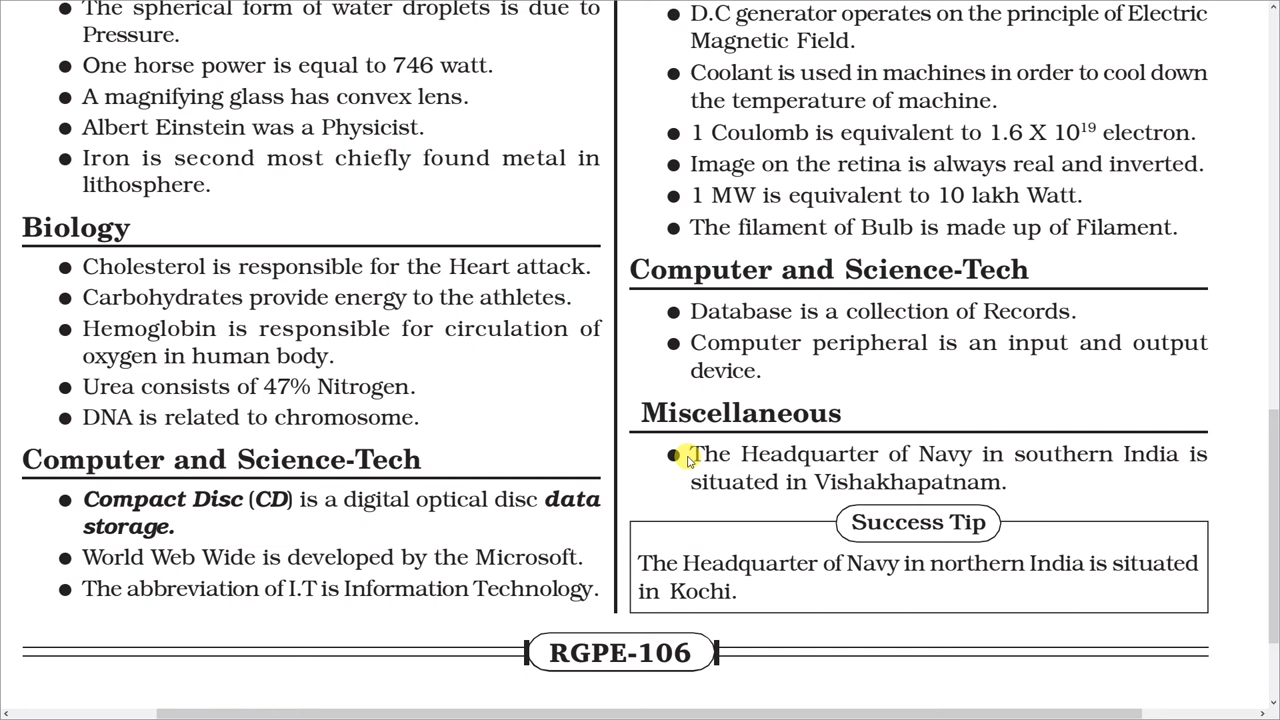 The spherical form of water droplets is due to
Pressure.
● One horse power is equal to 746 watt.
● A magnifying glass has convex lens.
● Albert Einstein was a Physicist.
● Iron is second most chiefly found metal in
lithosphere.
Biology
● Cholesterol is responsible for the Heart attack.
● Carbohydrates provide energy to the athletes.
● Hemoglobin is responsible for circulation of
oxygen in human body.
● Urea consists of 47% Nitrogen.
● DNA is related to chromosome.
Computer and Science-Tech
● Compact Disc (CD) is a digital optical disc data
storage.
● World Web Wide is developed by the Microsoft.
● The abbreviation of I.T is Information Technology.
● D.C generator operates on the principle of Electric
Magnetic Field.
● Coolant is used in machines in order to cool down
the temperature of machine.
● 1 Coulomb is equivalent to 1.6 X 10¹⁹ electron.
● Image on the retina is always real and inverted.
● 1 MW is equivalent to 10 lakh Watt.
● The filament of Bulb is made up of Filament.
Computer and Science-Tech
● Database is a collection of Records.
● Computer peripheral is an input and output
device.
Miscellaneous
● The Headquarter of Navy in southern India is
situated in Vishakhapatnam.
Success Tip
The Headquarter of Navy in northern India is situated
in Kochi.
RGPE-106